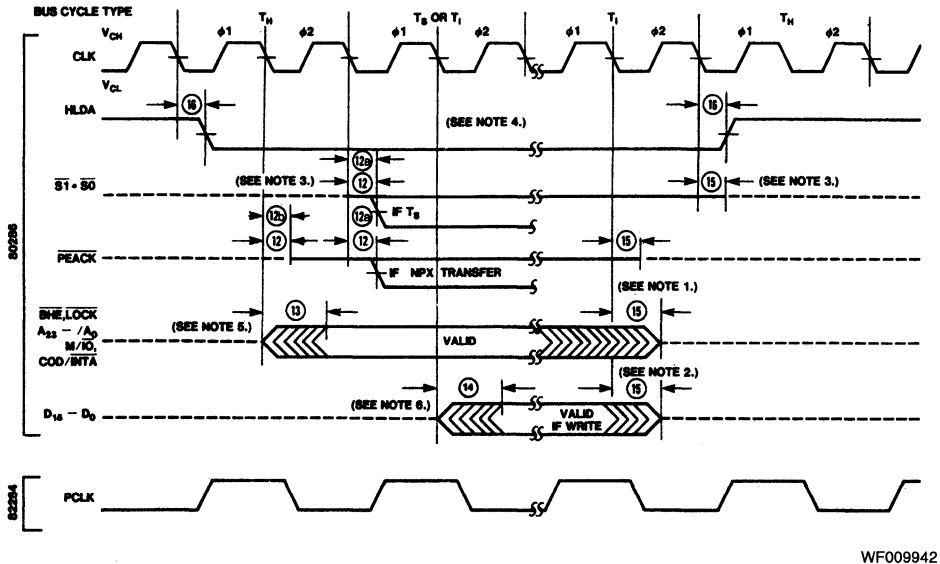 BUS CYCLE TYPE
TH
TS OR TI
TI
TH
VCH
ϕ1
ϕ2
ϕ1
ϕ2
ϕ1
ϕ2
ϕ1
ϕ2
CLK
VCL
HLDA
16
(SEE NOTE 4.)
16
12a
S1 • S0
(SEE NOTE 3.)
12
15
(SEE NOTE 3.)
12b
12a
IF TS
12
12
15
PEACK
IF NPX TRANSFER
80286
(SEE NOTE 1.)
BHE, LOCK
(SEE NOTE 5.)
13
15
A23 – /A0
M/IO,
VALID
COD/INTA
(SEE NOTE 2.)
(SEE NOTE 6.)
14
15
D15 – D0
VALID
IF WRITE
82284
PCLK
WF009942